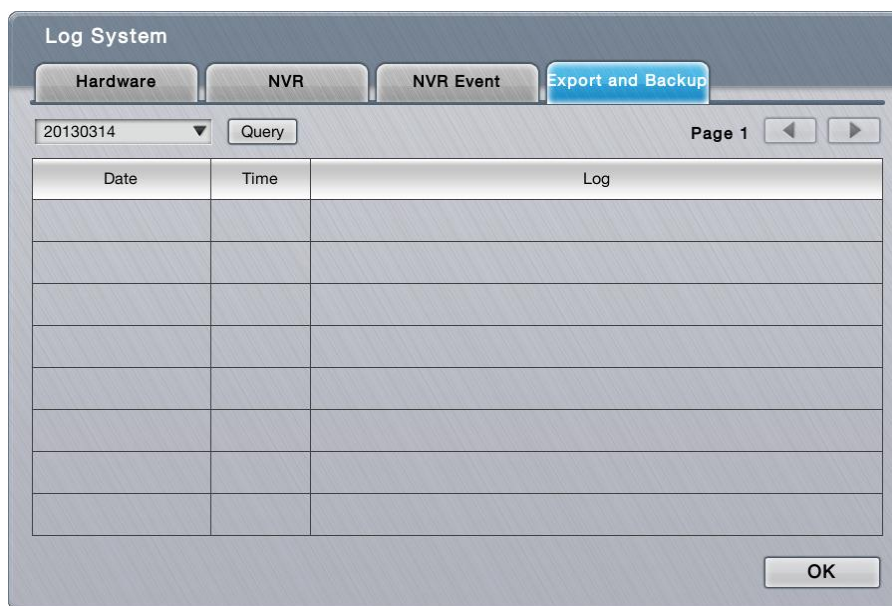 Log System
Hardware NVR NVR Event Export and Backup
20130314 Query Page 1
Date Time Log
OK